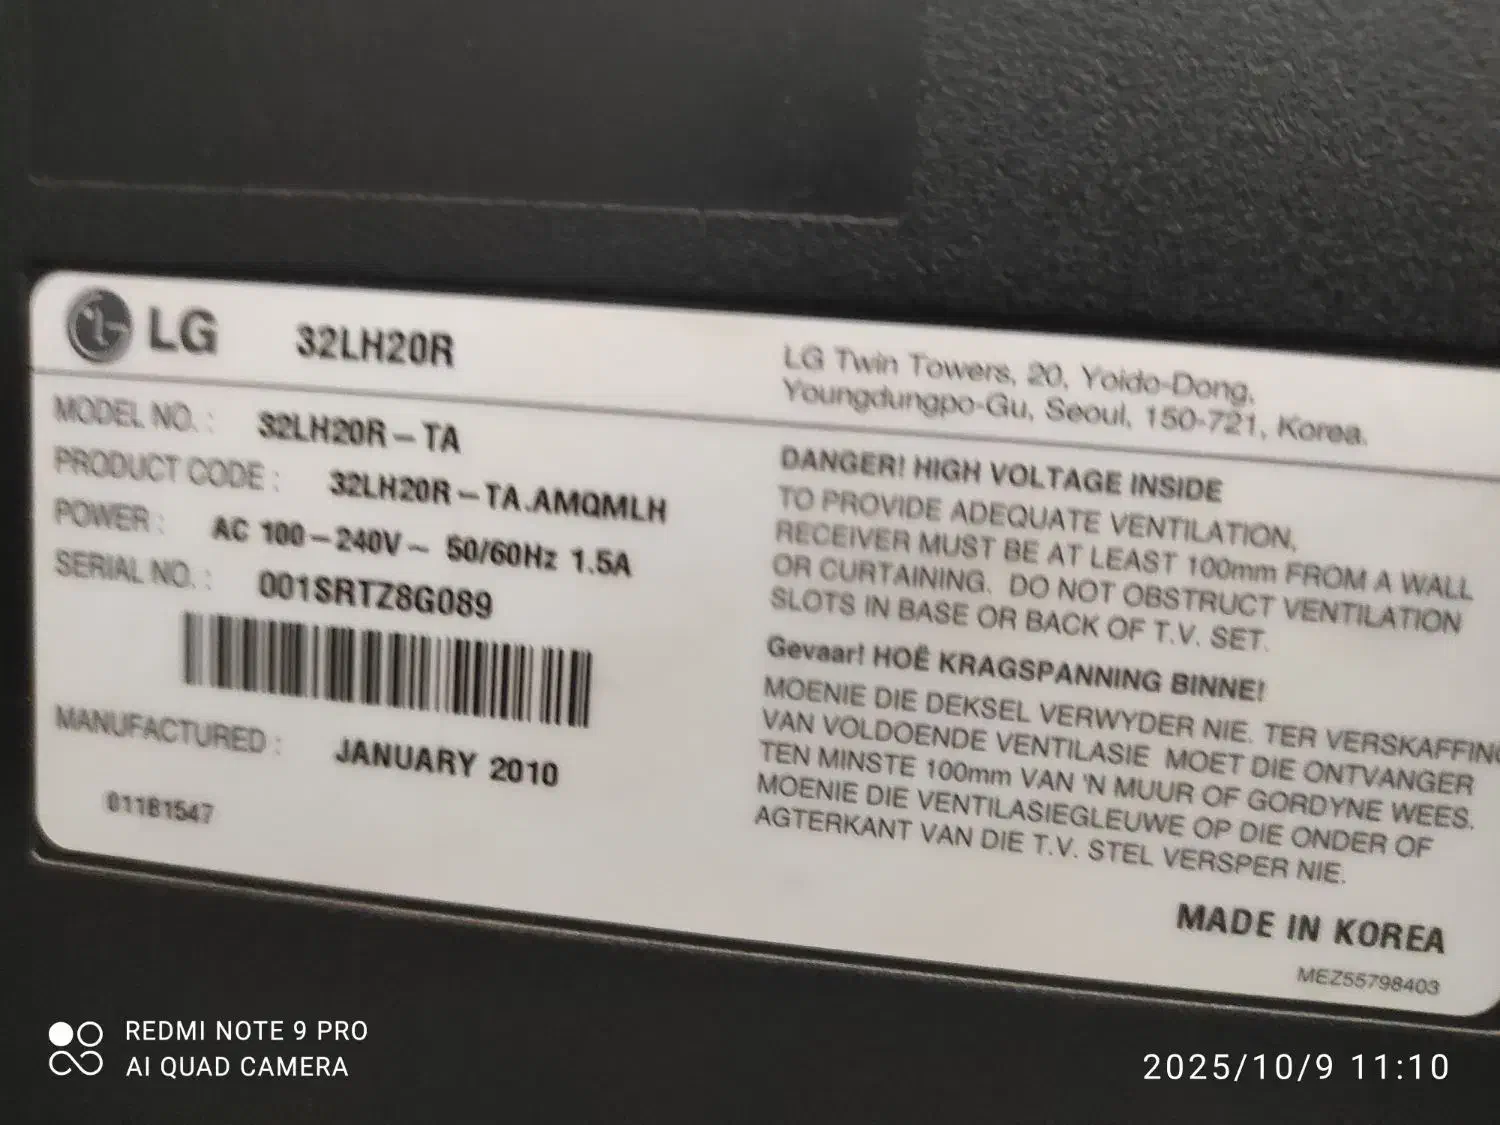 LG 32LH20R
LG Twin Towers, 20, Yoido-Dong,
Youngdungpo-Gu, Seoul, 150-721, Korea.
MODEL NO. : 32LH20R-TA
PRODUCT CODE : 32LH20R-TA.AMQMLH
POWER : AC 100-240V~ 50/60Hz 1.5A
SERIAL NO. : 001SRTZ8G089
MANUFACTURED : JANUARY 2010
01181547
DANGER! HIGH VOLTAGE INSIDE
TO PROVIDE ADEQUATE VENTILATION,
RECEIVER MUST BE AT LEAST 100mm FROM A WALL
OR CURTAINING. DO NOT OBSTRUCT VENTILATION
SLOTS IN BASE OR BACK OF T.V. SET.
Gevaar! HOË KRAGSPANNING BINNE!
MOENIE DIE DEKSEL VERWYDER NIE. TER VERSKAFFING
VAN VOLDOENDE VENTILASIE MOET DIE ONTVANGER
TEN MINSTE 100mm VAN 'N MUUR OF GORDYNE WEES.
MOENIE DIE VENTILASIEGLEUWE OP DIE ONDER OF
AGTERKANT VAN DIE T.V. STEL VERSPER NIE.
MADE IN KOREA
MEZ55798403
REDMI NOTE 9 PRO
AI QUAD CAMERA
2025/10/9 11:10